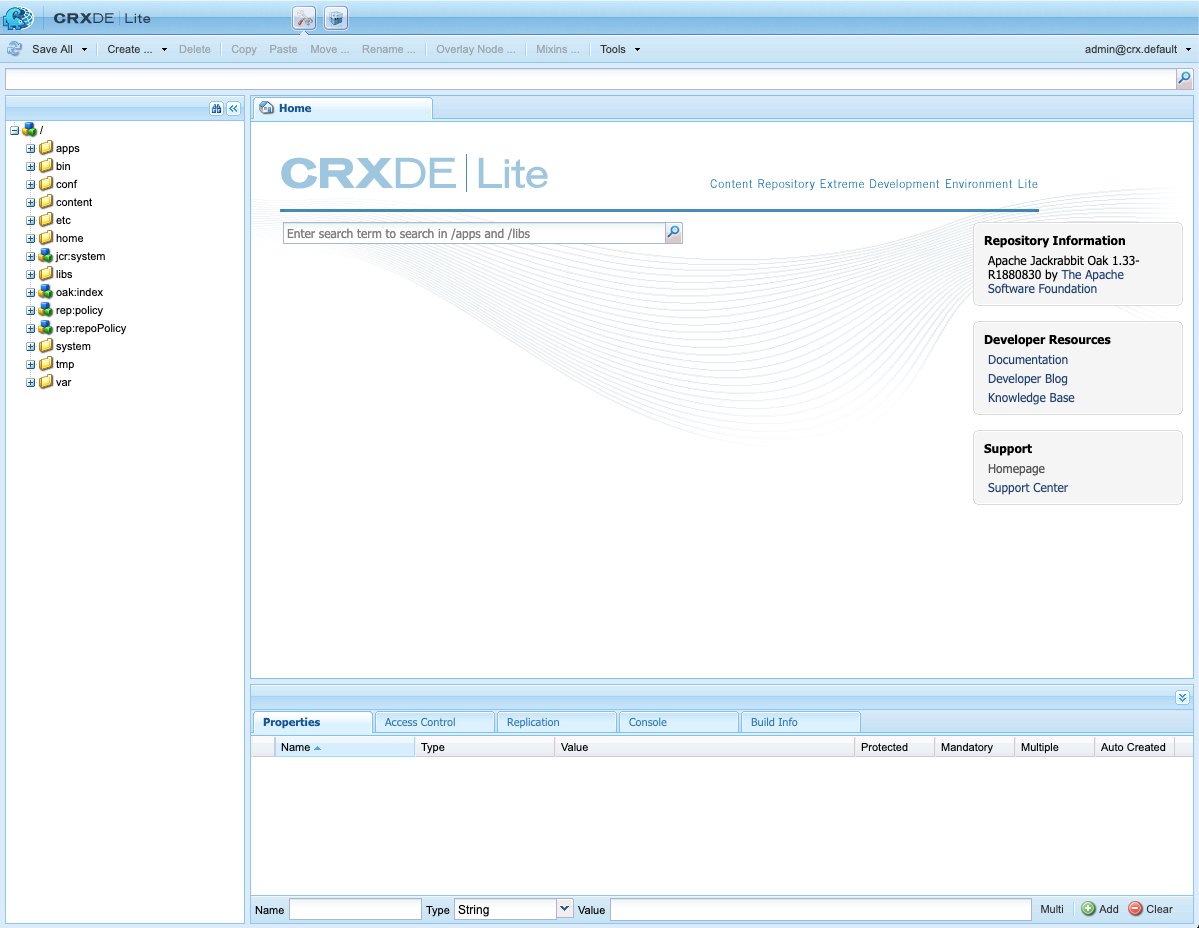 CRXDE | Lite
Save All Create ... Delete Copy Paste Move ... Rename ... Overlay Node ... Mixins ... Tools admin@crx.default
Home
/
apps
bin
conf
content
etc
home
jcr:system
libs
oak:index
rep:policy
rep:repoPolicy
system
tmp
var
CRXDE | Lite
Content Repository Extreme Development Environment Lite
Enter search term to search in /apps and /libs
Repository Information
Apache Jackrabbit Oak 1.33-
R1880830 by The Apache
Software Foundation
Developer Resources
Documentation
Developer Blog
Knowledge Base
Support
Homepage
Support Center
Properties Access Control Replication Console Build Info
Name Type Value Protected Mandatory Multiple Auto Created
Name Type String Value Multi Add Clear